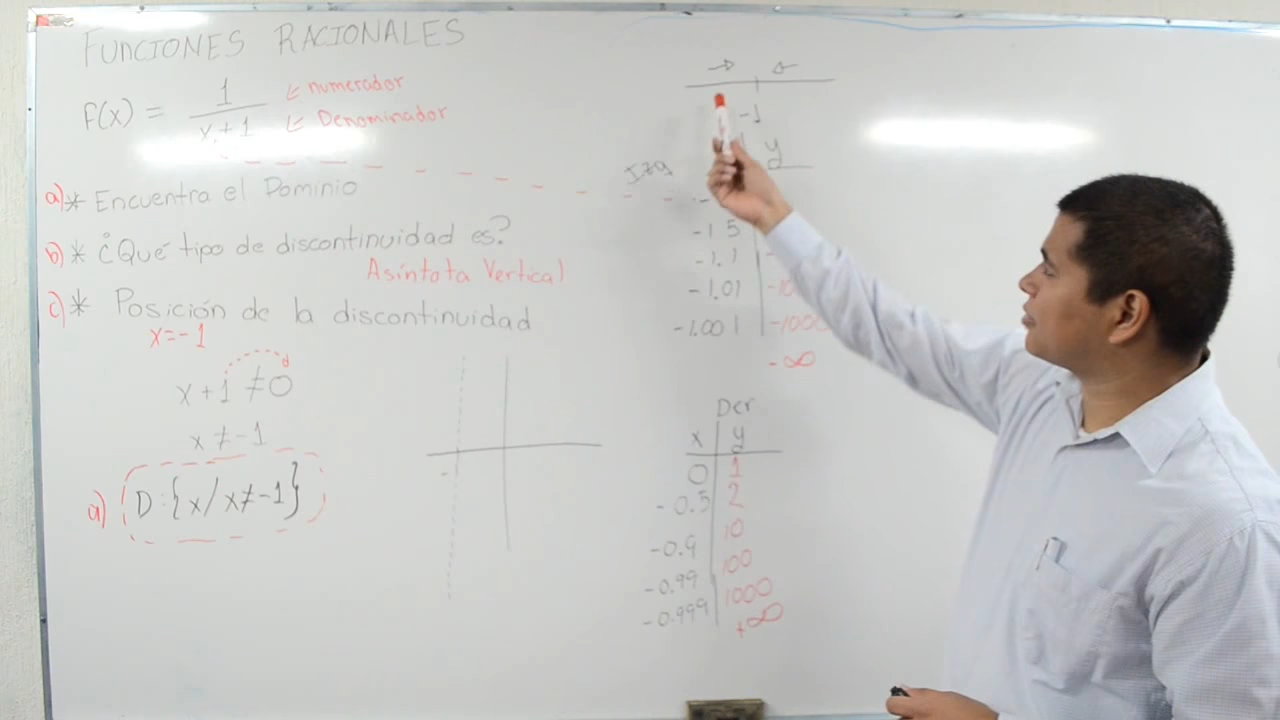 FUNCIONES RACIONALES
f(x) = 1 / x + 1
numerador
Denominador
a) * Encuentra el Dominio
b) * ¿Qué tipo de discontinuidad es?
Asíntota Vertical
c) * Posición de la discontinuidad
x = -1
x + 1 ≠ 0
x ≠ -1
a) D: {x/x≠-1}
-1
Izq
y
-1.5
-1.1
-1.01
-1.001 -1000
-∞
Der
x y
0 1
-0.5 2
-0.9 10
-0.99 100
-0.999 1000
+∞